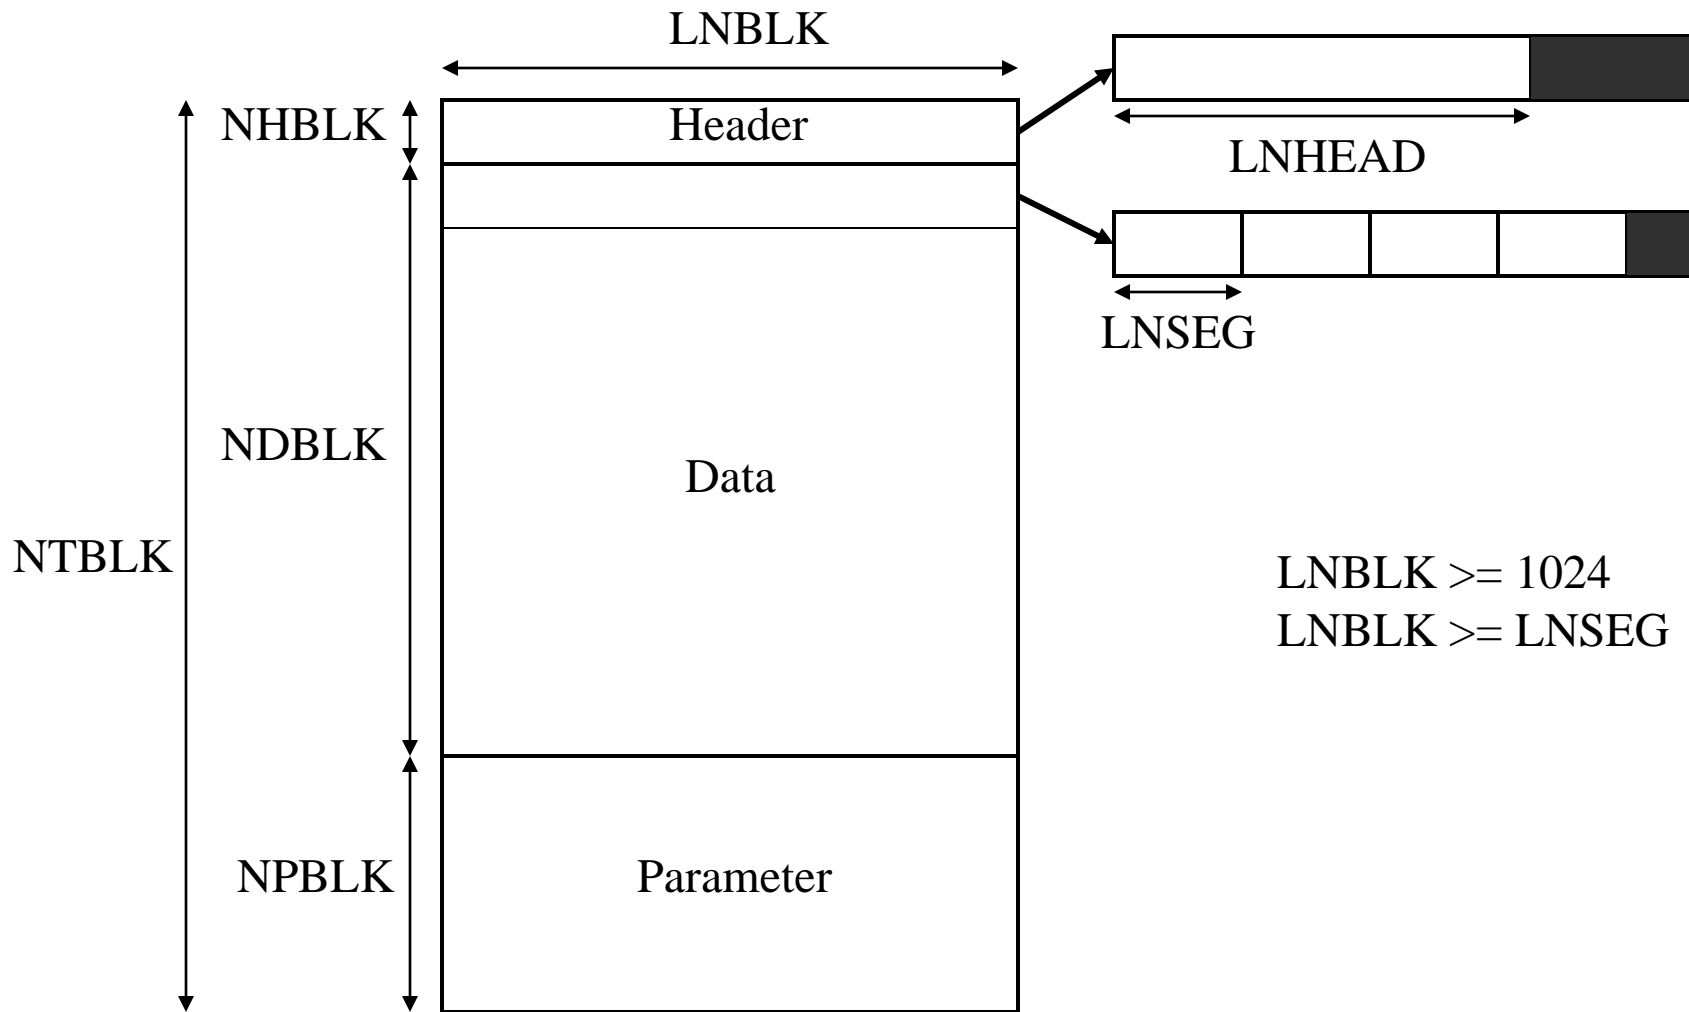 LNBLK
NHBLK
Header
LNHEAD
LNSEG
NDBLK
Data
NTBLK
LNBLK >= 1024
LNBLK >= LNSEG
NPBLK
Parameter